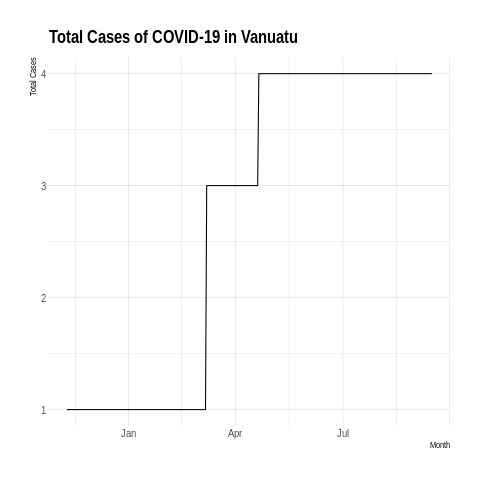 Total Cases of COVID-19 in Vanuatu
Total Cases
4
3
2
1
Jan Apr Jul
Month